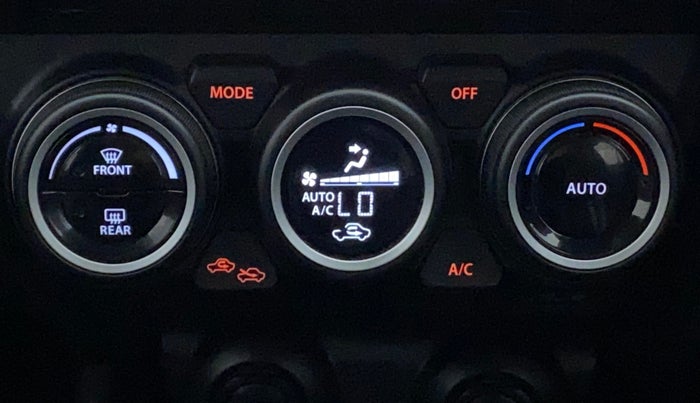 MODE
OFF
FRONT
REAR
AUTO
A/C LO
AUTO
A/C